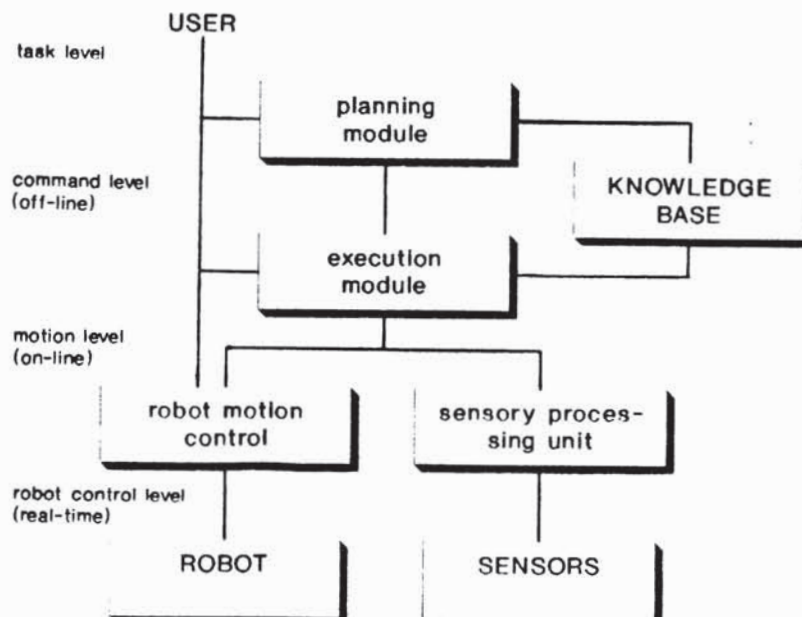 USER
task level
planning
module
command level
(off-line)
KNOWLEDGE
BASE
execution
module
motion level
(on-line)
robot motion
control
sensory proces-
sing unit
robot control level
(real-time)
ROBOT
SENSORS